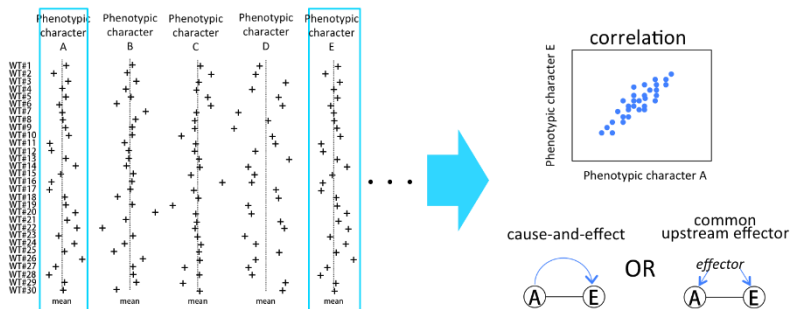 Phenotypic character A
Phenotypic character B
Phenotypic character C
Phenotypic character D
Phenotypic character E
WT#1
WT#2
WT#3
WT#4
WT#5
WT#6
WT#7
WT#8
WT#9
WT#10
WT#11
WT#12
WT#13
WT#14
WT#15
WT#16
WT#17
WT#18
WT#19
WT#20
WT#21
WT#22
WT#23
WT#24
WT#25
WT#26
WT#27
WT#28
WT#29
WT#30
mean
mean
mean
mean
mean
. . .
correlation
Phenotypic character E
Phenotypic character A
cause-and-effect
A E
OR
common
upstream effector
effector
A E